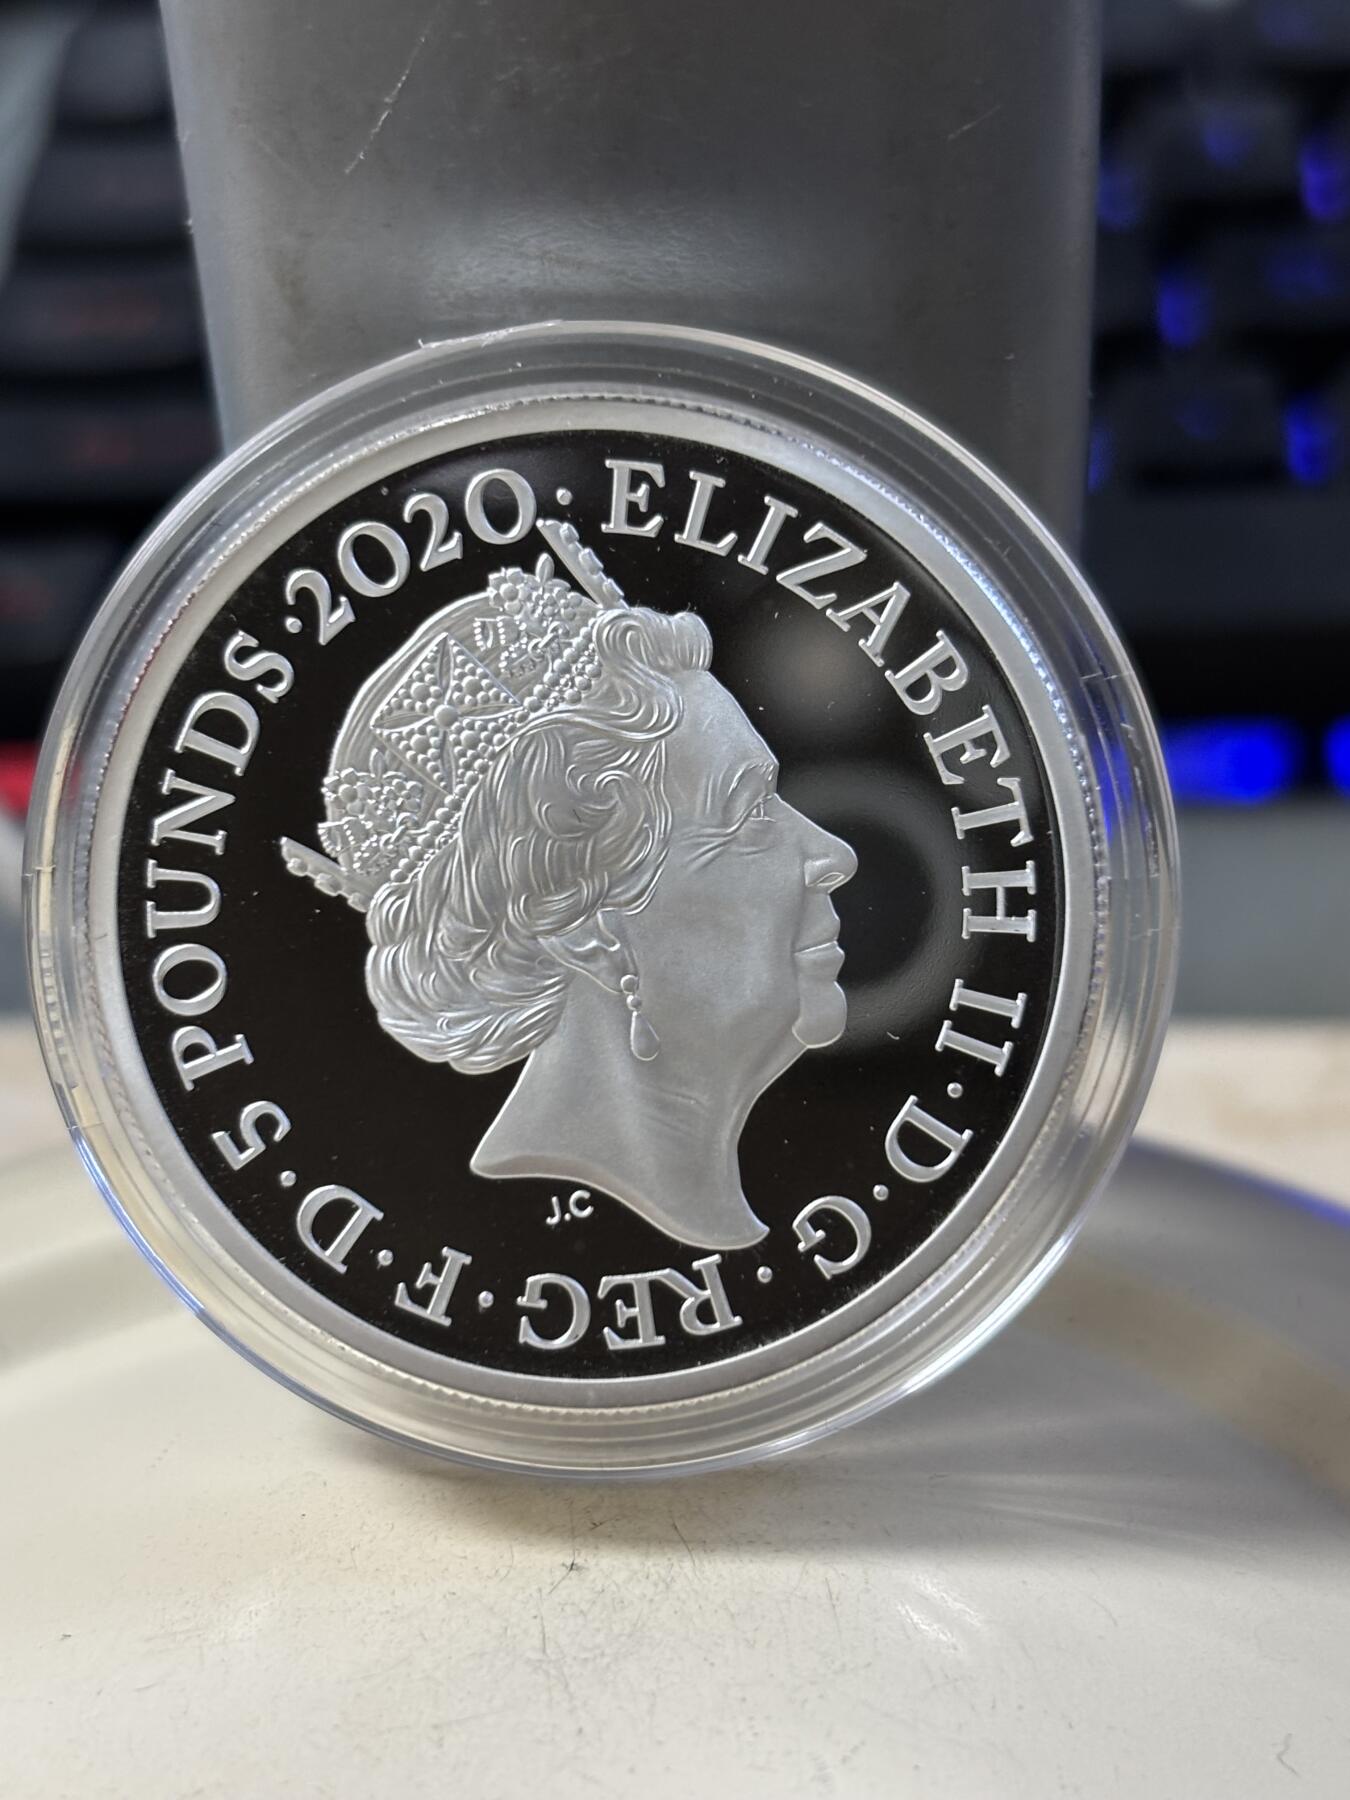 ELIZABETH II · D · G · REG · F · D · 5 POUNDS · 2020 ·
J.C